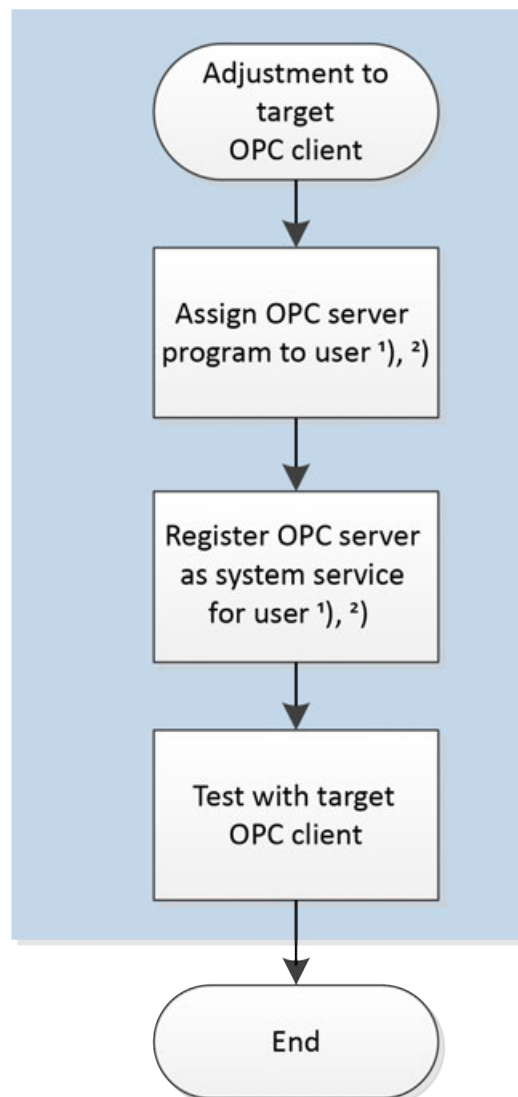 Adjustment to
target
OPC client
Assign OPC server
program to user ¹), ²)
Register OPC server
as system service
for user ¹), ²)
Test with target
OPC client
End